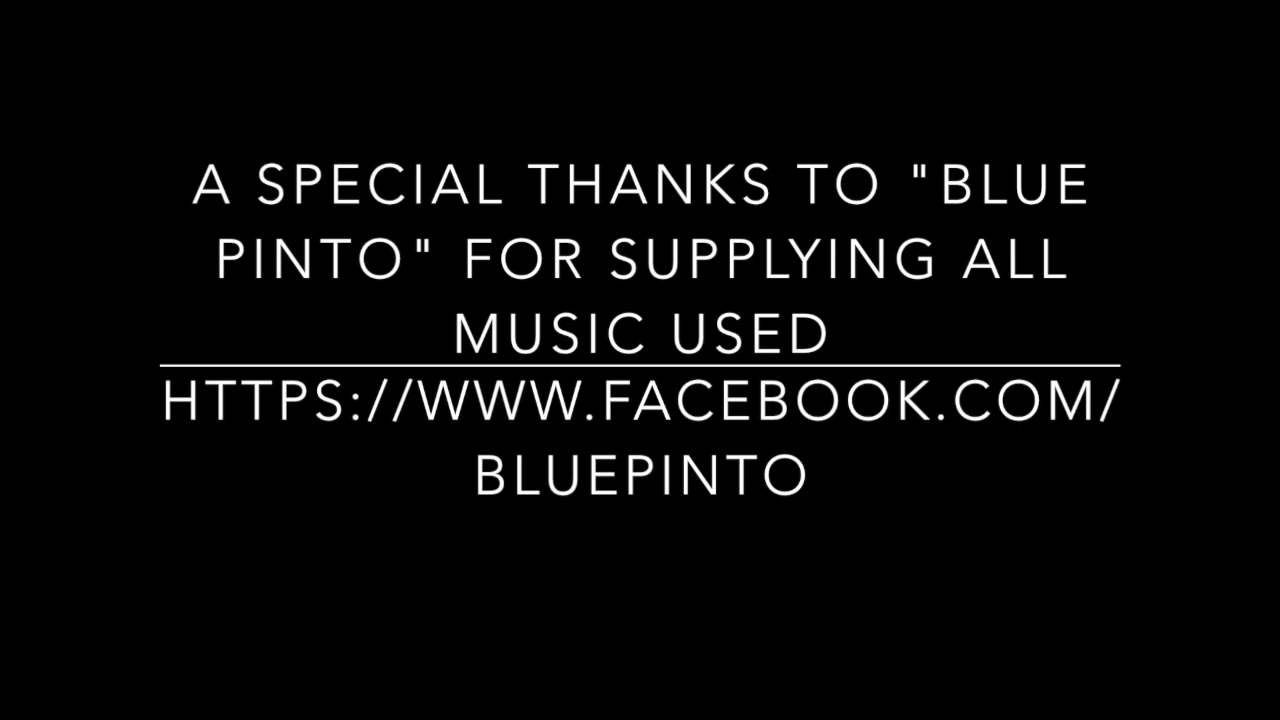 A SPECIAL THANKS TO "BLUE
PINTO" FOR SUPPLYING ALL
MUSIC USED
HTTPS://WWW.FACEBOOK.COM/
BLUEPINTO